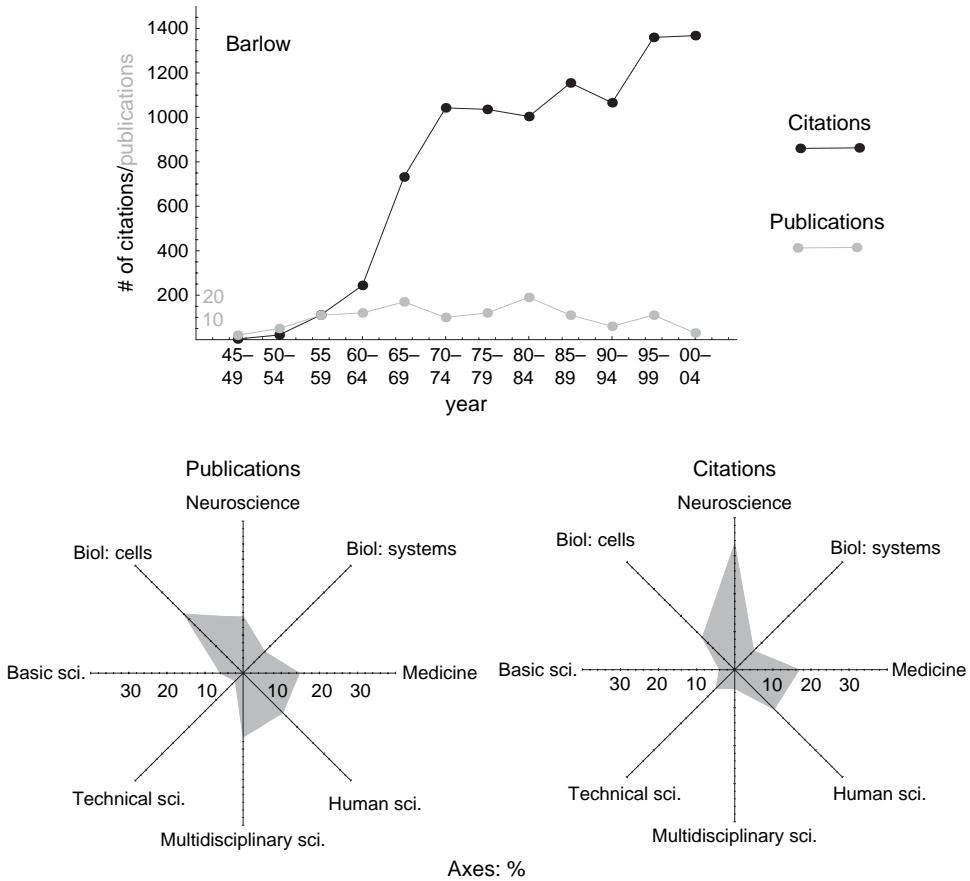 1400
Barlow
1200
1000
800
600
400
200
# of citations/publications
20
10
Citations
Publications
45– 50– 55 60– 65– 70– 75– 80– 85– 90– 95– 00–
49 54 59 64 69 74 79 84 89 94 99 04
year
Publications
Neuroscience
Biol: cells
Biol: systems
Basic sci.
30 20 10 10 20 30
Medicine
Technical sci.
Human sci.
Multidisciplinary sci.
Citations
Neuroscience
Biol: cells
Biol: systems
Basic sci.
30 20 10 10 20 30
Medicine
Technical sci.
Human sci.
Multidisciplinary sci.
Axes: %